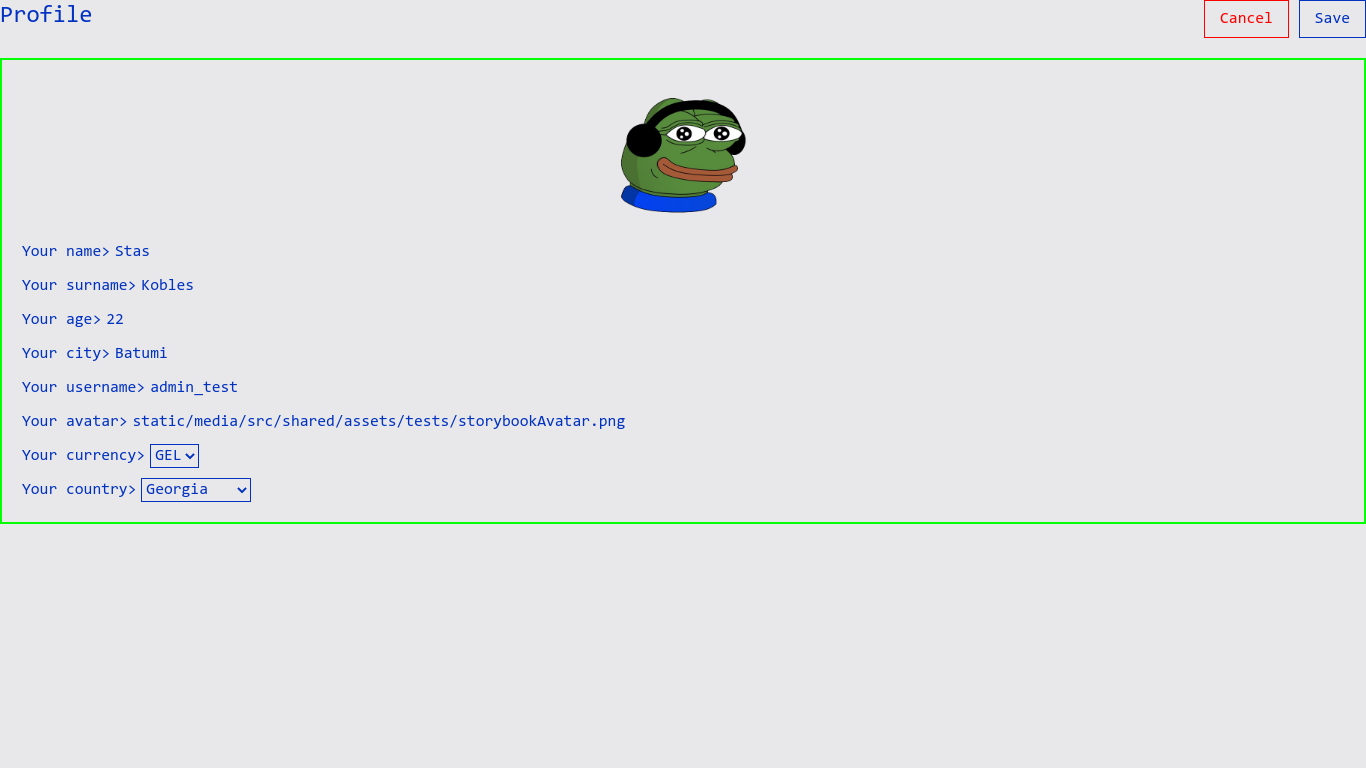 Profile
Cancel
Save
Your name> Stas
Your surname> Kobles
Your age> 22
Your city> Batumi
Your username> admin_test
Your avatar> static/media/src/shared/assets/tests/storybookAvatar.png
Your currency> GEL
Your country> Georgia